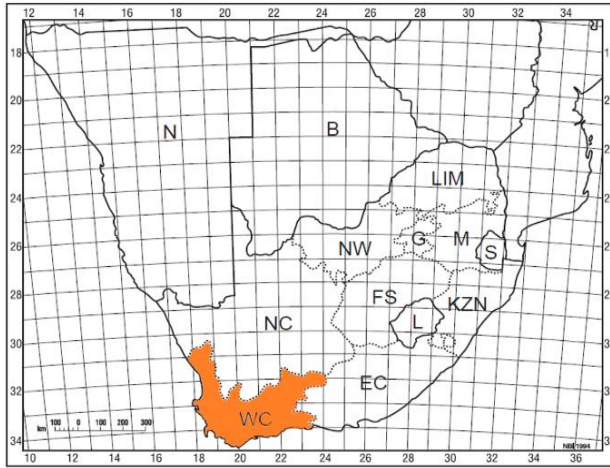 12 14 16 18 20 22 24 26 28 30 32 34
18
20
22
24
26
28
30
32
34
N
B
LIM
NW
G
M
S
FS
KZN
NC
L
EC
WC
km 100 0 100 200 300
NBI 1994
10 12 14 16 18 20 22 24 26 28 30 32 34 36